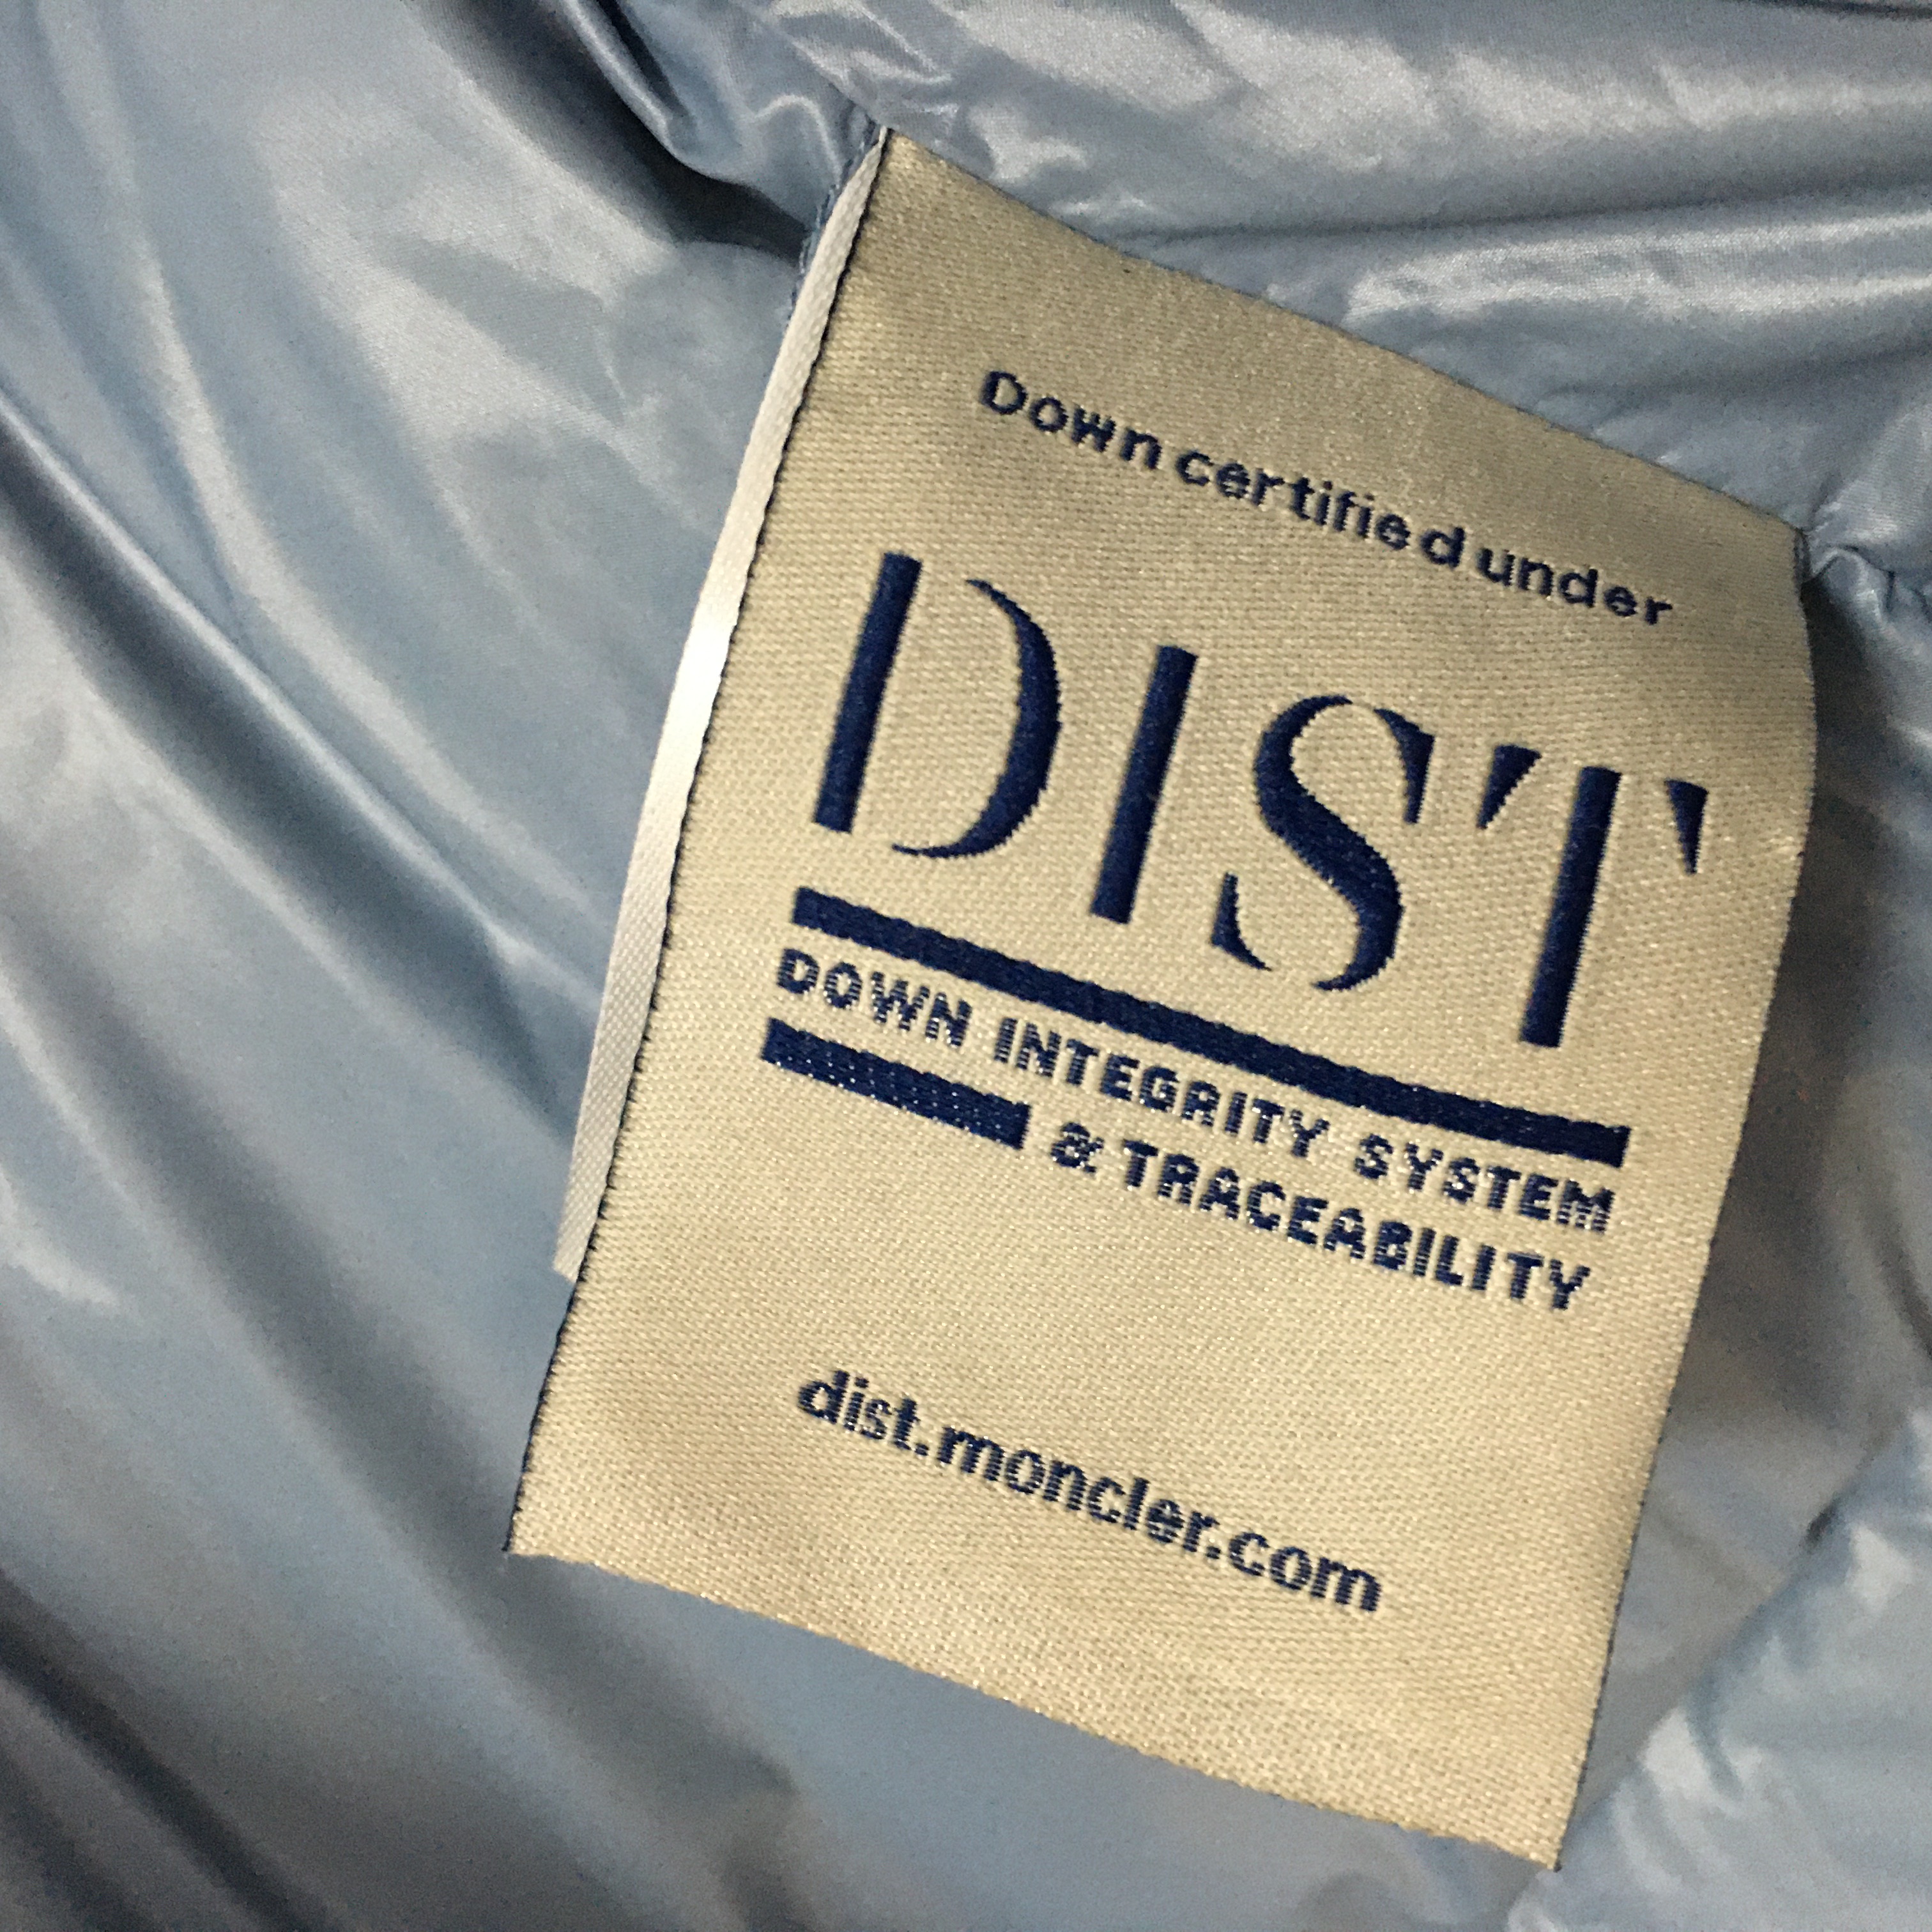 Down certified under
DIST
DOWN INTEGRITY SYSTEM
& TRACEABILITY
dist.moncler.com